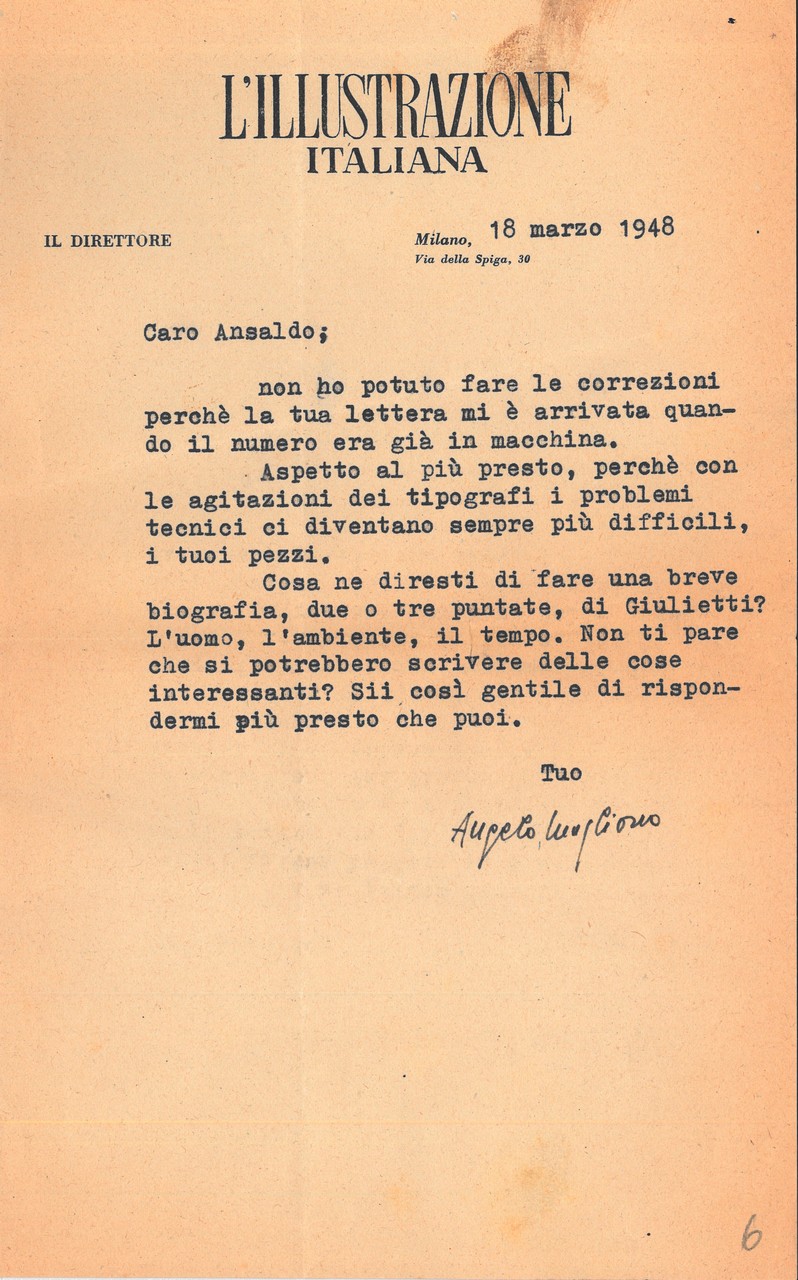 L'ILLUSTRAZIONE
ITALIANA
IL DIRETTORE
Milano, 18 marzo 1948
Via della Spiga, 30
Caro Ansaldo;
non ho potuto fare le correzioni
perchè la tua lettera mi è arrivata quan-
do il numero era già in macchina.
Aspetto al più presto, perchè con
le agitazioni dei tipografi i problemi
tecnici ci diventano sempre più difficili,
i tuoi pezzi.
Cosa ne diresti di fare una breve
biografia, due o tre puntate, di Giulietti?
L'uomo, l'ambiente, il tempo. Non ti pare
che si potrebbero scrivere delle cose
interessanti? Sii così gentile di rispon-
dermi più presto che puoi.
Tuo
Angelo
6